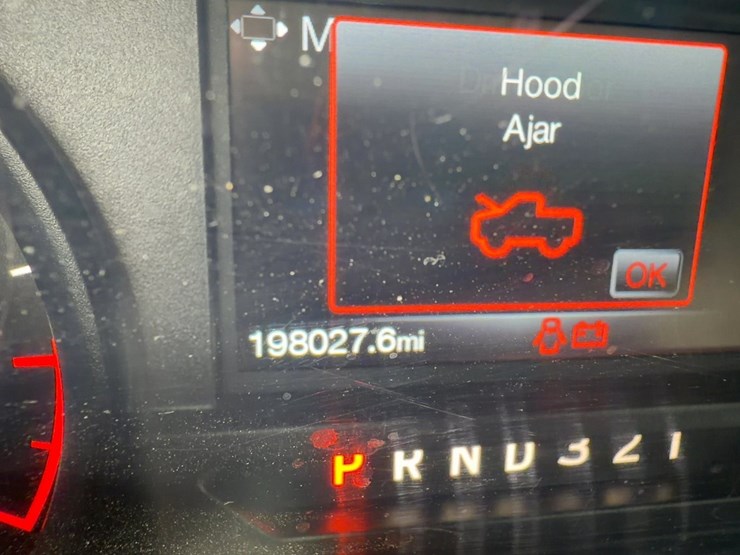 M
Hood
Ajar
OK
198027.6mi
P R N D 3 2 1